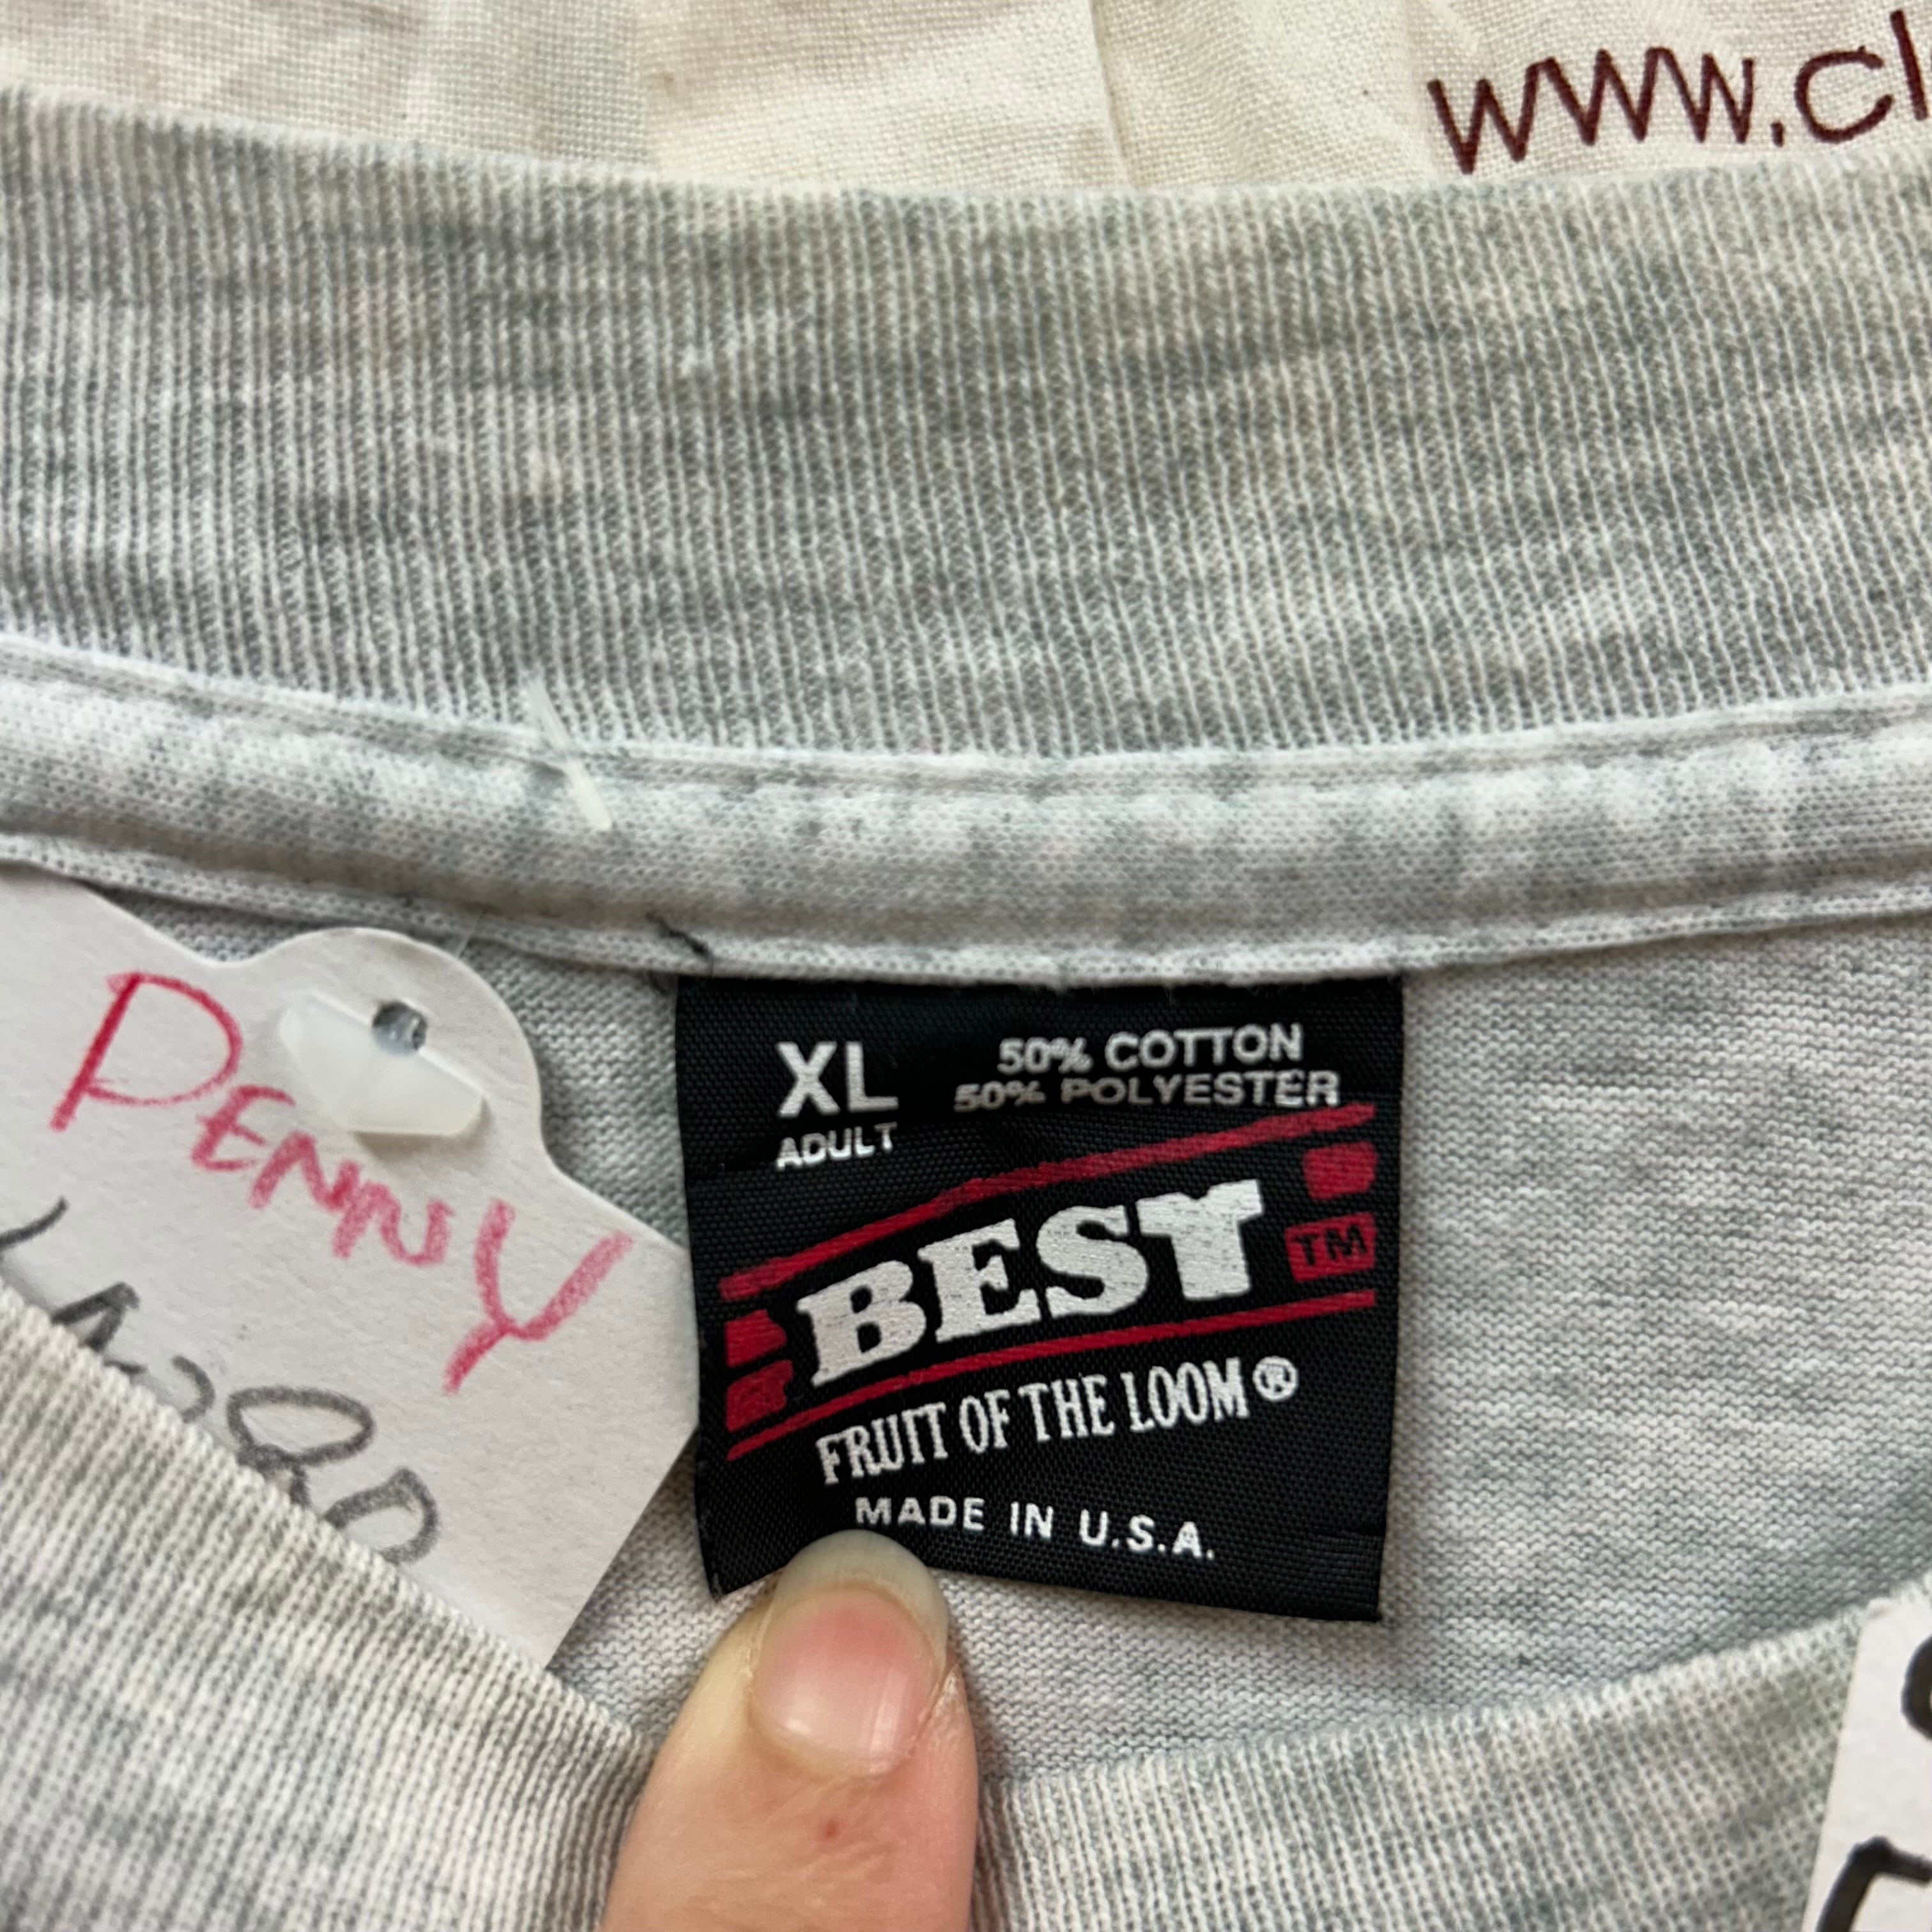 www.cl
PENNY
XL
ADULT
50% COTTON
50% POLYESTER
BEST
TM
FRUIT OF THE LOOM®
MADE IN U.S.A.